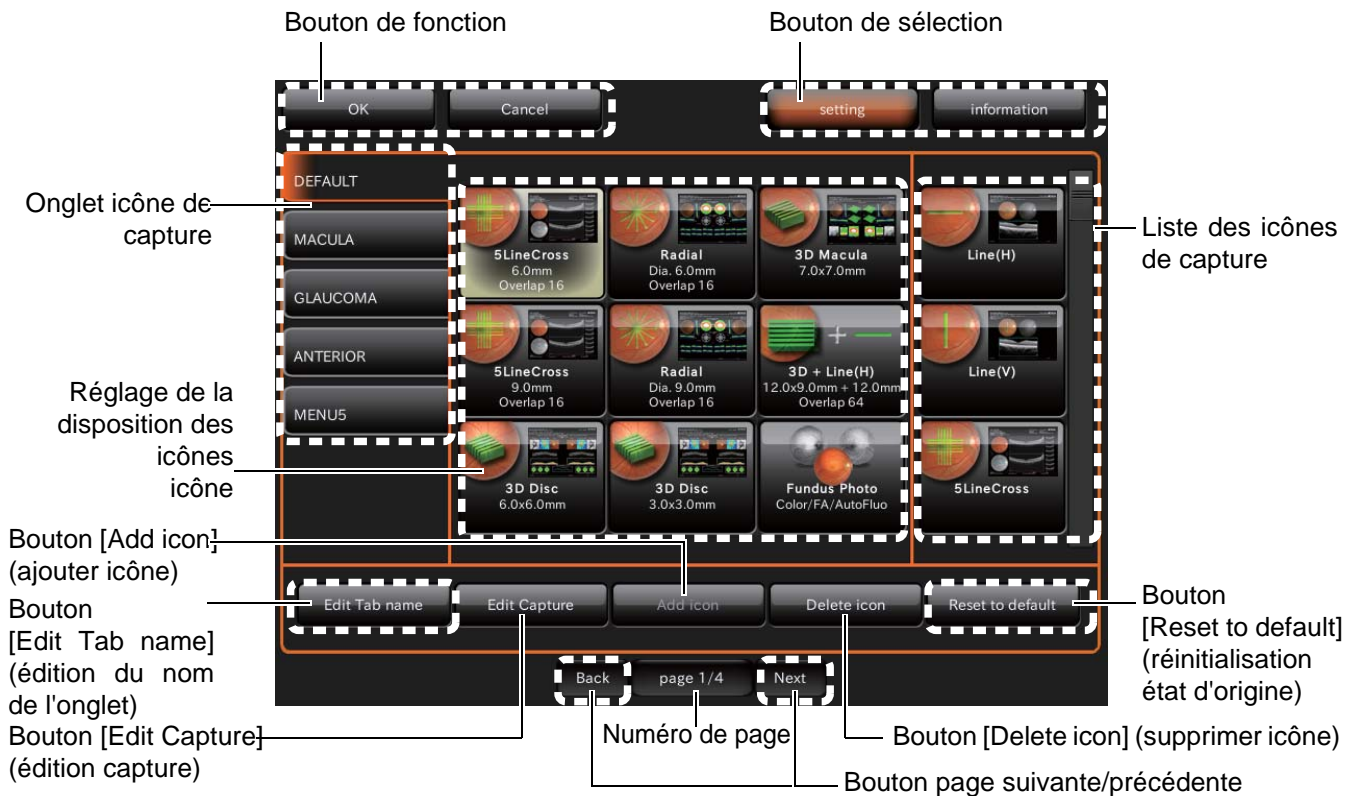 Bouton de fonction
Bouton de sélection
OK
Cancel
setting
information
DEFAULT
MACULA
GLAUCOMA
ANTERIOR
MENU5
Onglet icône de
capture
Réglage de la
disposition des
icônes
icône
5LineCross
6.0mm
Overlap 16
Radial
Dia. 6.0mm
Overlap 16
3D Macula
7.0x7.0mm
Line(H)
5LineCross
9.0mm
Overlap 16
Radial
Dia. 9.0mm
Overlap 16
3D + Line(H)
12.0x9.0mm + 12.0mm
Overlap 64
Line(V)
3D Disc
6.0x6.0mm
3D Disc
3.0x3.0mm
Fundus Photo
Color/FA/AutoFluo
5LineCross
Liste des icônes
de capture
Bouton [Add icon]
(ajouter icône)
Bouton
[Edit Tab name]
(édition du nom
de l'onglet)
Bouton [Edit Capture]
(édition capture)
Edit Tab name
Edit Capture
Add icon
Delete icon
Reset to default
Back
page 1/4
Next
Bouton
[Reset to default]
(réinitialisation
état d'origine)
Numéro de page
Bouton [Delete icon] (supprimer icône)
Bouton page suivante/précédente